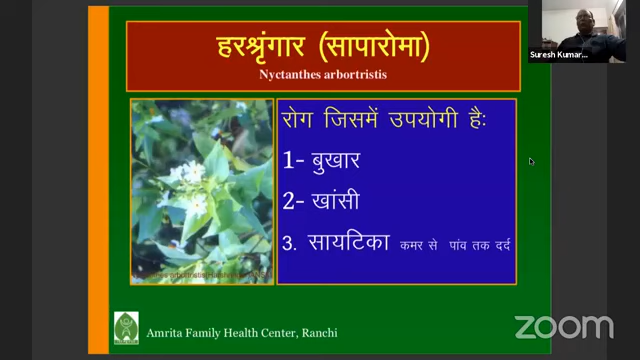 हरश्रृंगार (सापारोमा)
Nyctanthes arbortristis
Suresh Kumar...
रोग जिसमें उपयोगी है:
1- बुखार
2- खांसी
3. सायटिका कमर से पांव तक दर्द
Amrita Family Health Center, Ranchi
zoom